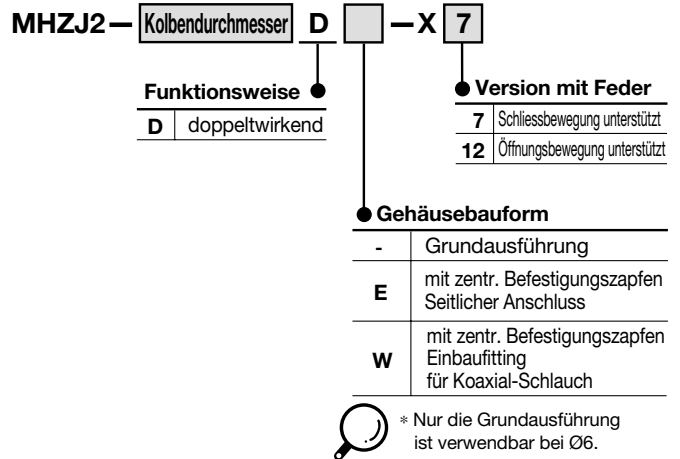 MHZJ2— Kolbendurchmesser D —X 7
Funktionsweise
D doppeltwirkend
Version mit Feder
7 Schliessbewegung unterstützt
12 Öffnungsbewegung unterstützt
Gehäusebauform
- Grundausführung
E mit zentr. Befestigungszapfen
Seitlicher Anschluss
W mit zentr. Befestigungszapfen
Einbaufitting
für Koaxial-Schlauch
* Nur die Grundausführung
ist verwendbar bei Ø6.